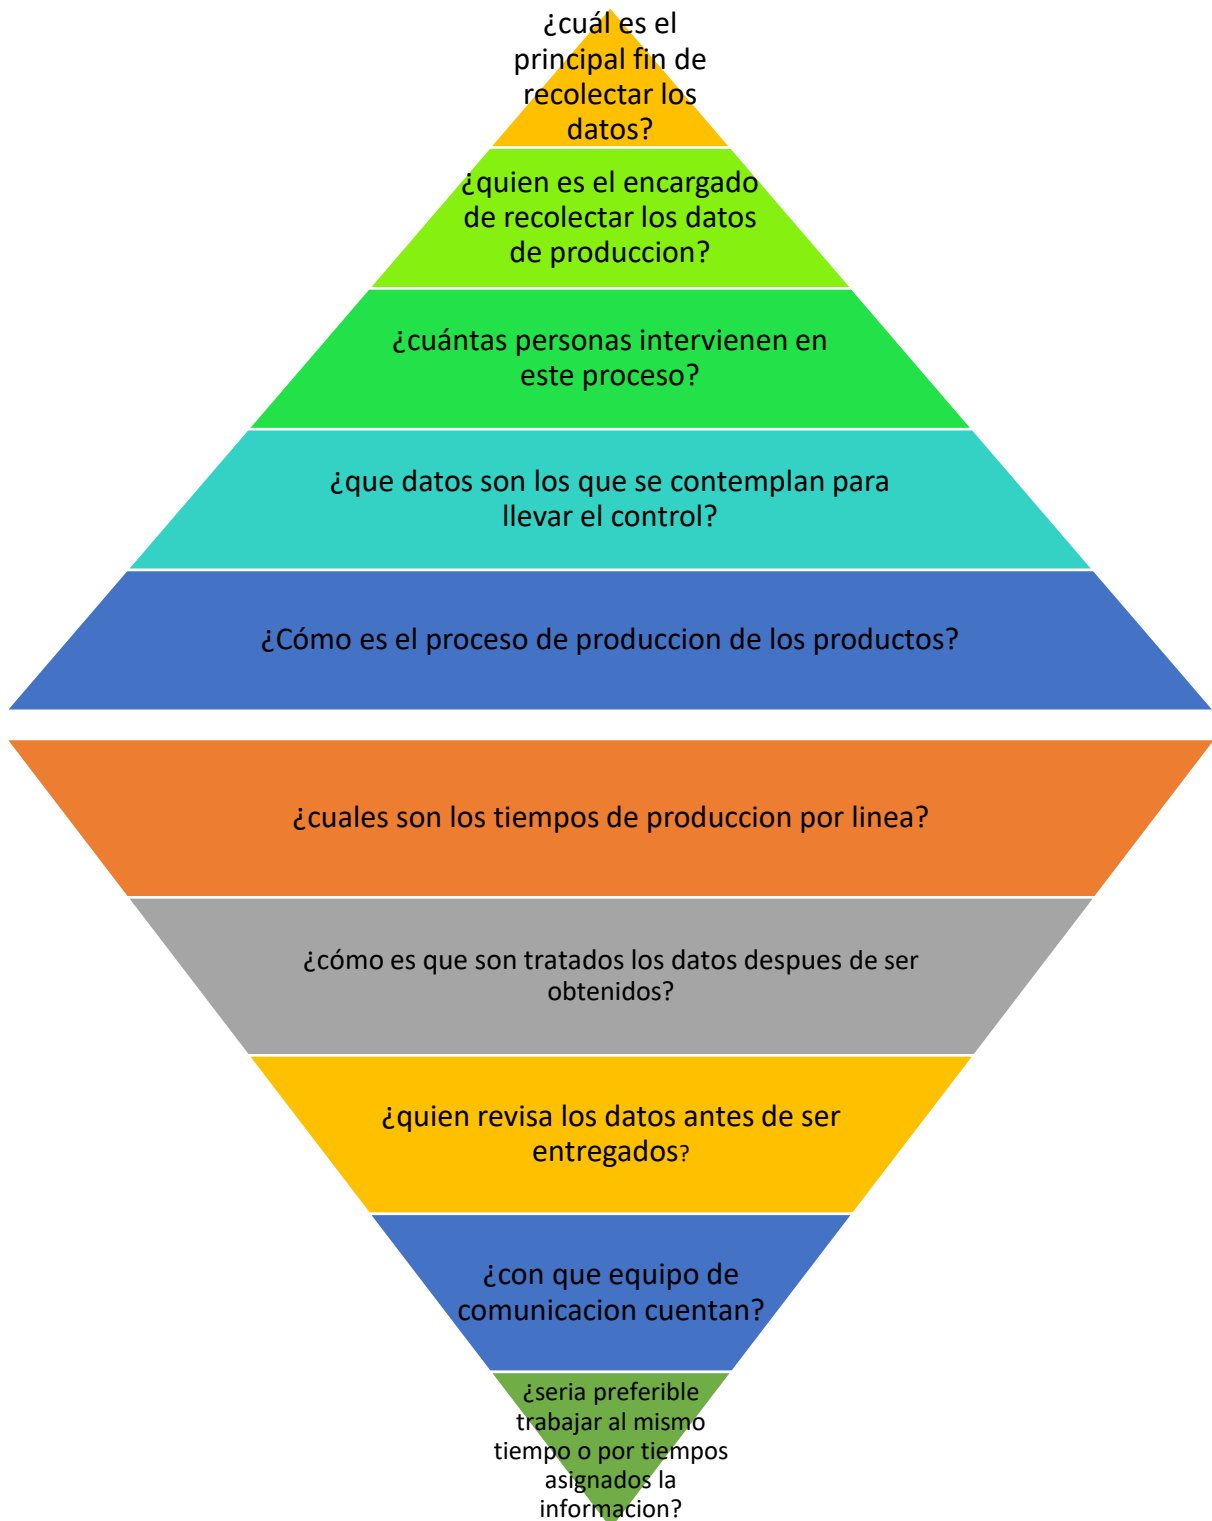 ¿cuál es el
principal fin de
recolectar los
datos?
¿quien es el encargado
de recolectar los datos
de produccion?
¿cuántas personas intervienen en
este proceso?
¿que datos son los que se contemplan para
llevar el control?
¿Cómo es el proceso de produccion de los productos?
¿cuales son los tiempos de produccion por linea?
¿cómo es que son tratados los datos despues de ser
obtenidos?
¿quien revisa los datos antes de ser
entregados?
¿con que equipo de
comunicacion cuentan?
¿seria preferible
trabajar al mismo
tiempo o por tiempos
asignados la
informacion?